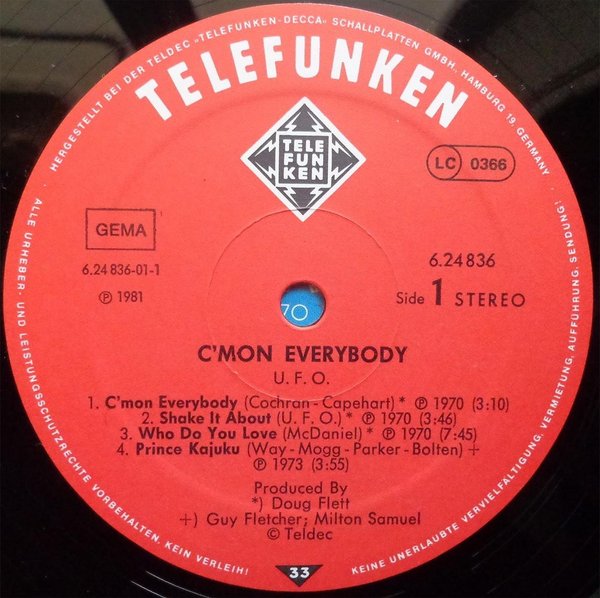 HERGESTELLT BEI DER TELDEC »TELEFUNKEN-DECCA« SCHALLPLATTEN GMBH., HAMBURG 19·GERMANY
TELEFUNKEN
TELE
FUN
KEN
LC 0366
GEMA
6.24 836-01-1
℗ 1981
6.24 836
Side 1 STEREO
70
C'MON EVERYBODY
U. F. O.
1. C'mon Everybody (Cochran - Capehart) * ℗ 1970 (3:10)
2. Shake It About (U. F. O.) * ℗ 1970 (3:46)
3. Who Do You Love (McDaniel) * ℗ 1970 (7:45)
4. Prince Kajuku (Way - Mogg - Parker - Bolten) +
℗ 1973 (3:55)
Produced By
*) Doug Flett
+) Guy Fletcher; Milton Samuel
© Teldec
33
ALLE URHEBER- UND LEISTUNGSSCHUTZRECHTE VORBEHALTEN. KEIN VERLEIH!
KEINE UNERLAUBTE VERVIELFÄLTIGUNG, VERMIETUNG, AUFFÜHRUNG, SENDUNG!